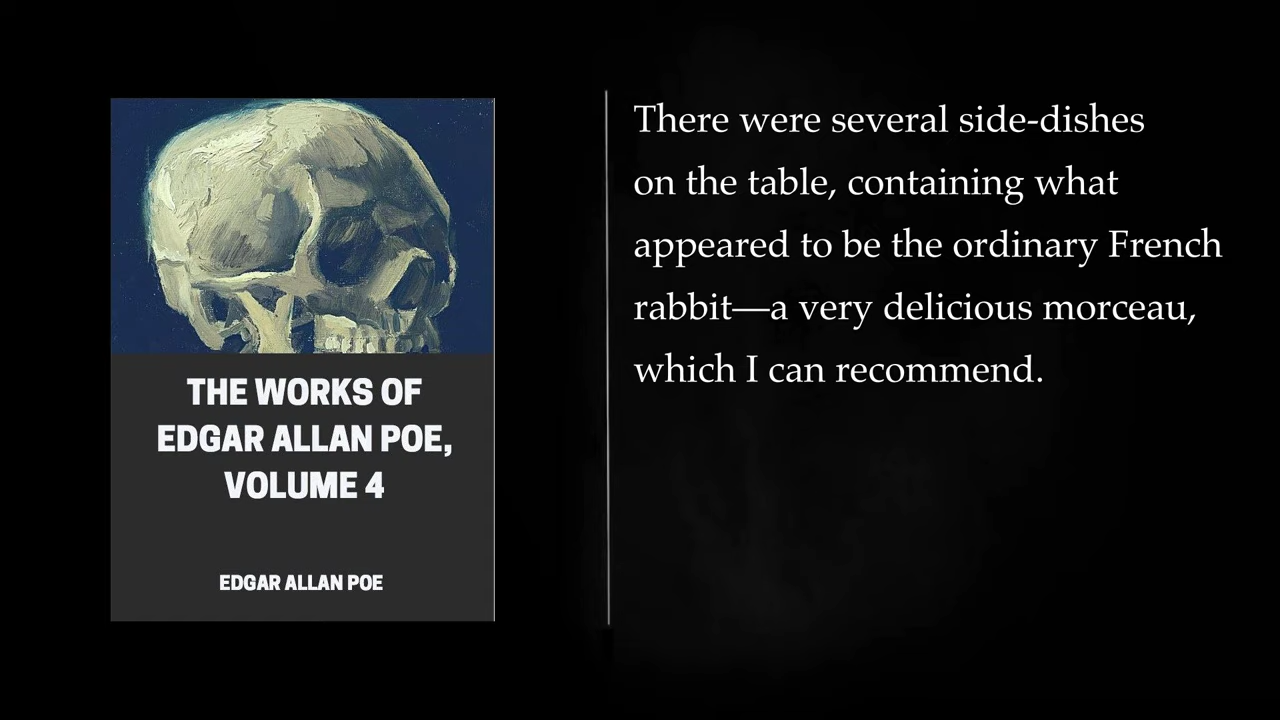 THE WORKS OF
EDGAR ALLAN POE,
VOLUME 4
EDGAR ALLAN POE
There were several side-dishes
on the table, containing what
appeared to be the ordinary French
rabbit—a very delicious morceau,
which I can recommend.